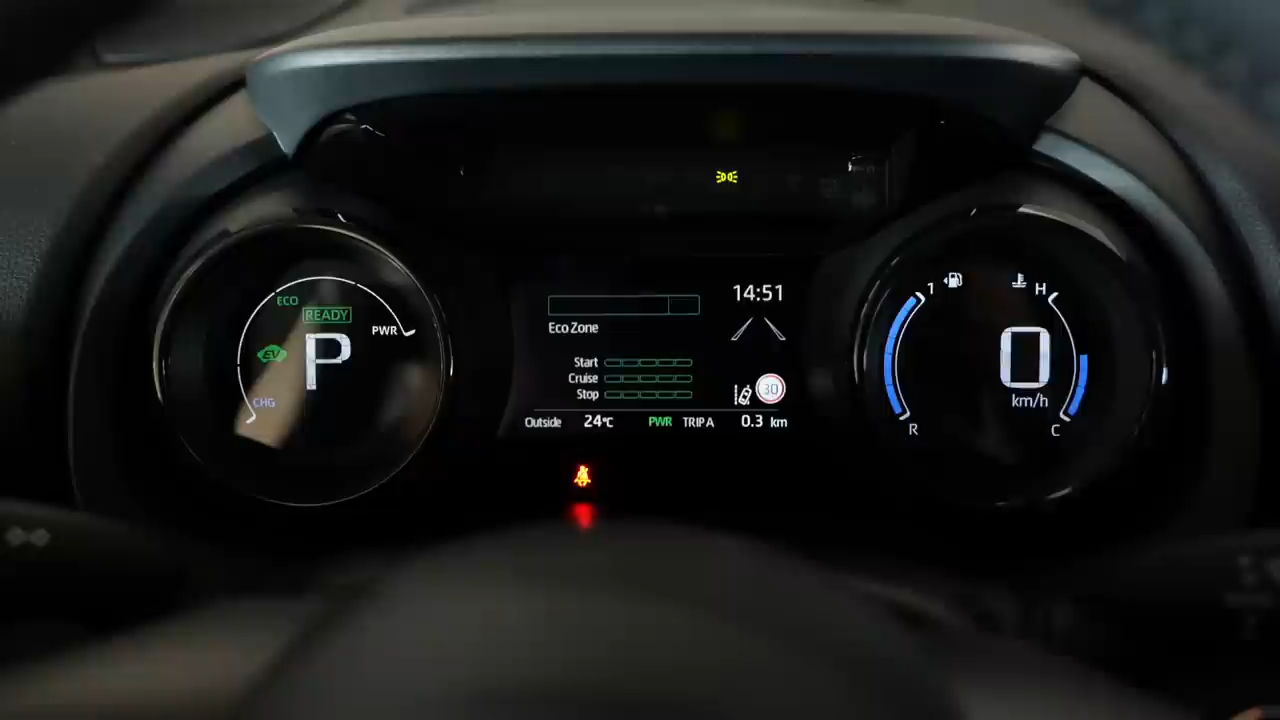 ECO
READY
PWR
EV
P
CHG
14:51
Eco Zone
Start
Cruise
Stop
30
Outside 24°C PWR TRIP A 0.3 km
1
H
0
km/h
R
C